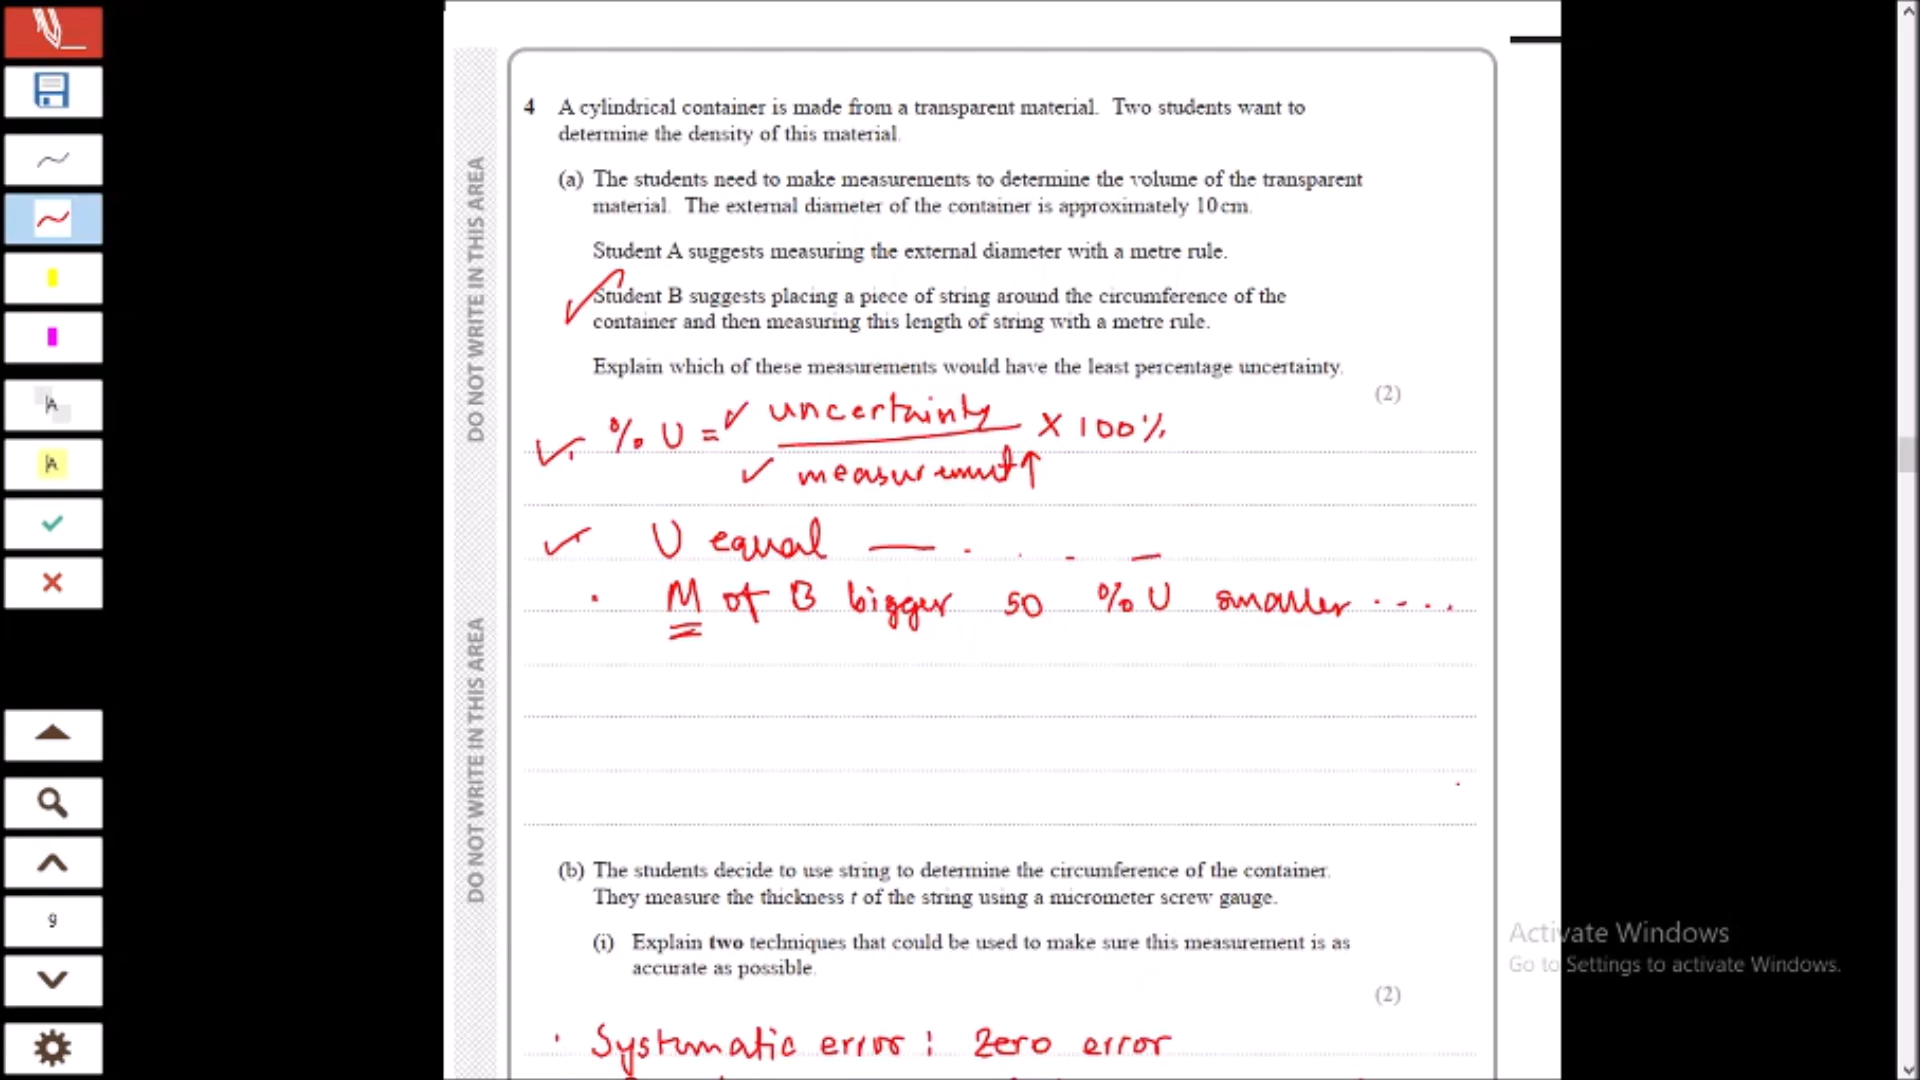 4 A cylindrical container is made from a transparent material. Two students want to
determine the density of this material.
(a) The students need to make measurements to determine the volume of the transparent
material. The external diameter of the container is approximately 10 cm.
Student A suggests measuring the external diameter with a metre rule.
Student B suggests placing a piece of string around the circumference of the
container and then measuring this length of string with a metre rule.
Explain which of these measurements would have the least percentage uncertainty.
(2)
% U = uncertainty
measurement ↑ × 100%
U equal
M of B bigger so % U smaller ....
(b) The students decide to use string to determine the circumference of the container.
They measure the thickness t of the string using a micrometer screw gauge.
(i) Explain two techniques that could be used to make sure this measurement is as
accurate as possible.
(2)
Systematic error : Zero error
DO NOT WRITE IN THIS AREA
DO NOT WRITE IN THIS AREA
9
Activate Windows
Go to Settings to activate Windows.